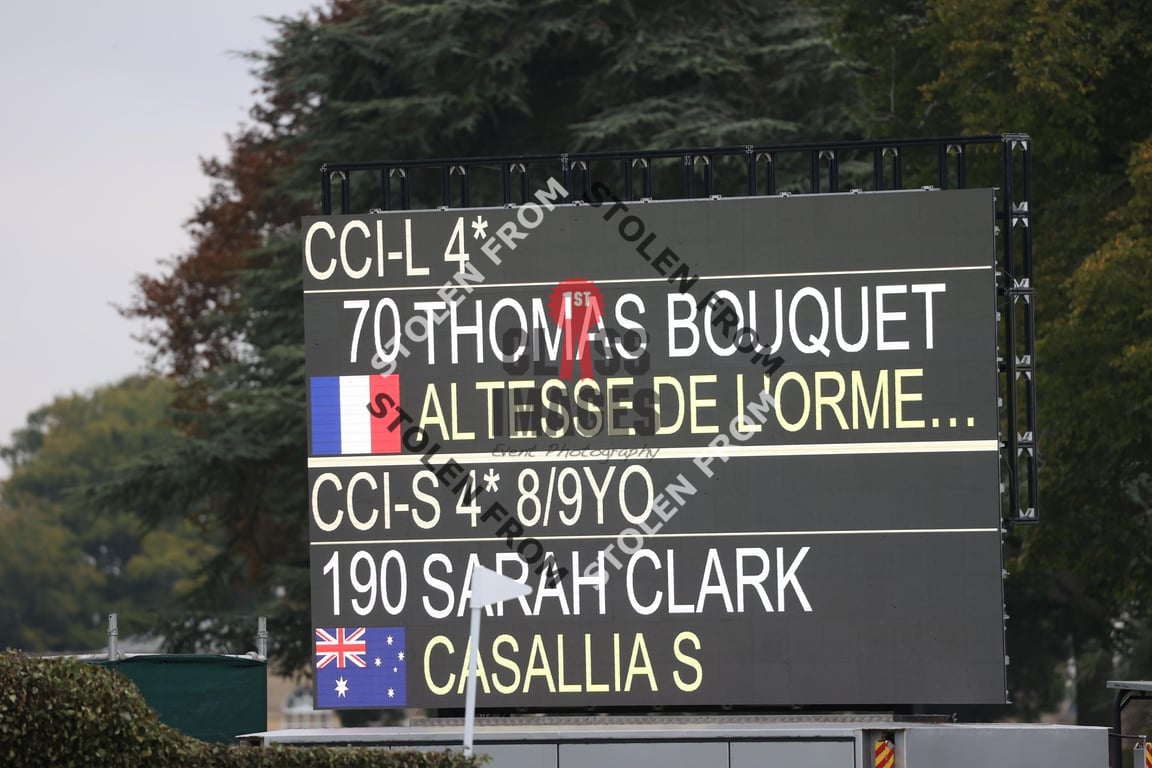 CCI-L 4*
70 THOMAS BOUQUET
ALTESSE DE L'ORME...
CCI-S 4* 8/9YO
190 SARAH CLARK
CASALLIA S
STOLEN FROM
STOLEN FROM
STOLEN FROM
STOLEN FROM
1ST
CLASS
IMAGES
Event Photography